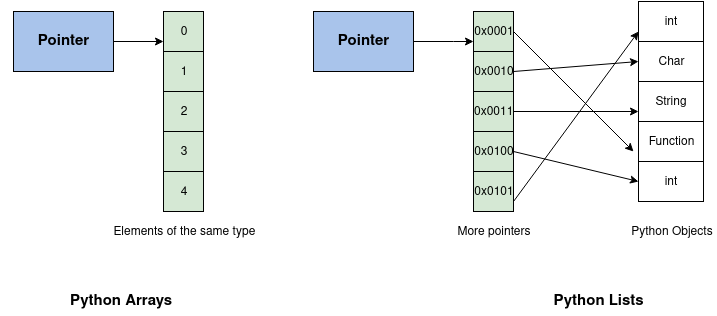 Pointer
0
1
2
3
4
Elements of the same type
Python Arrays
Pointer
0x0001
0x0010
0x0011
0x0100
0x0101
More pointers
int
Char
String
Function
int
Python Objects
Python Lists